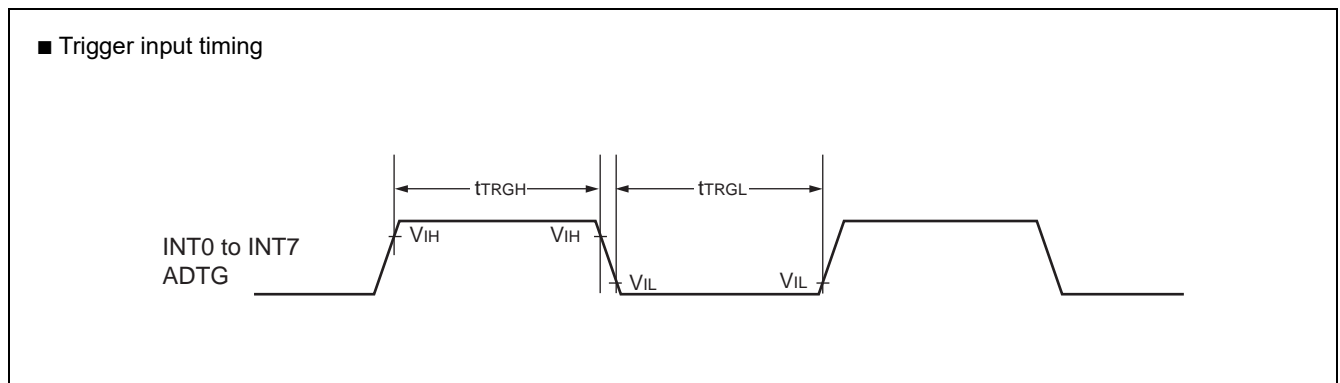 ■ Trigger input timing
tTRGH
tTRGL
INT0 to INT7
ADTG
VIH
VIH
VIL
VIL